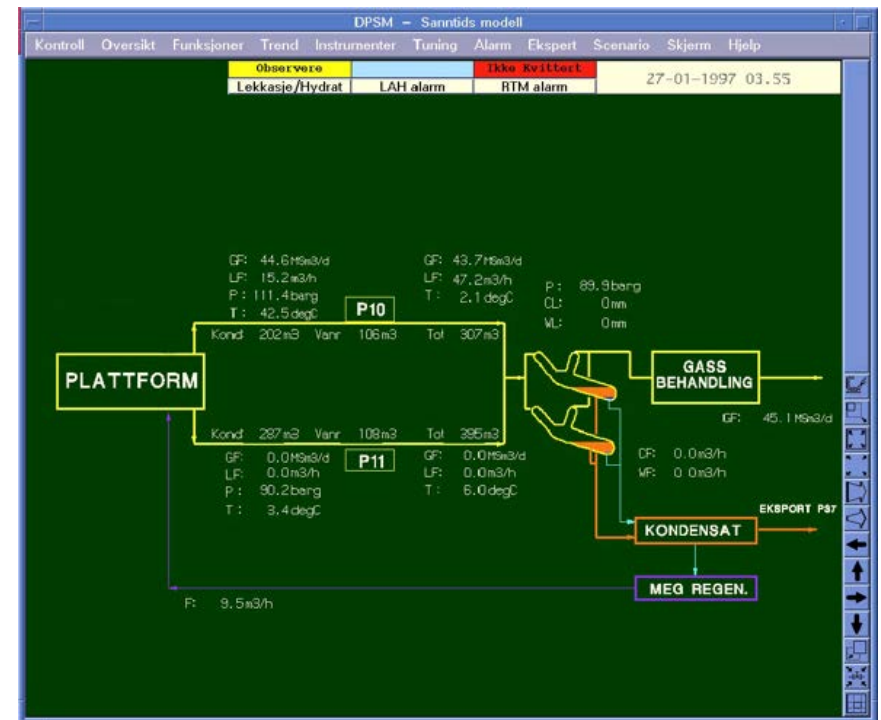 DPSM - Sanntids modell
Kontroll Oversikt Funksjoner Trend Instrumenter Tuning Alarm Ekspert Scenario Skjerm Hjelp
Observere Ikke Kvittert
Lekkasje/Hydrat LAH alarm RTM alarm
27-01-1997 03.55
GF: 44.6MSm3/d
LF: 15.2m3/h
P: 111.4barg
T: 42.5degC
P10
GF: 43.7MSm3/d
LF: 47.2m3/h
T: 2.1degC
P: 89.9barg
CL: 0mm
WL: 0mm
Kond 202m3 Vann 106m3 Tot 307m3
PLATTFORM
GASS
BEHANDLING
GF: 45.1MSm3/d
Kond 287m3 Vann 108m3 Tot 395m3
GF: 0.0MSm3/d
LF: 0.0m3/h
P: 90.2barg
T: 3.4degC
P11
GF: 0.0MSm3/d
LF: 0.0m3/h
T: 6.0degC
CF: 0.0m3/h
WF: 0.0m3/h
EKSPORT P37
KONDENSAT
MEG REGEN.
F: 9.5m3/h